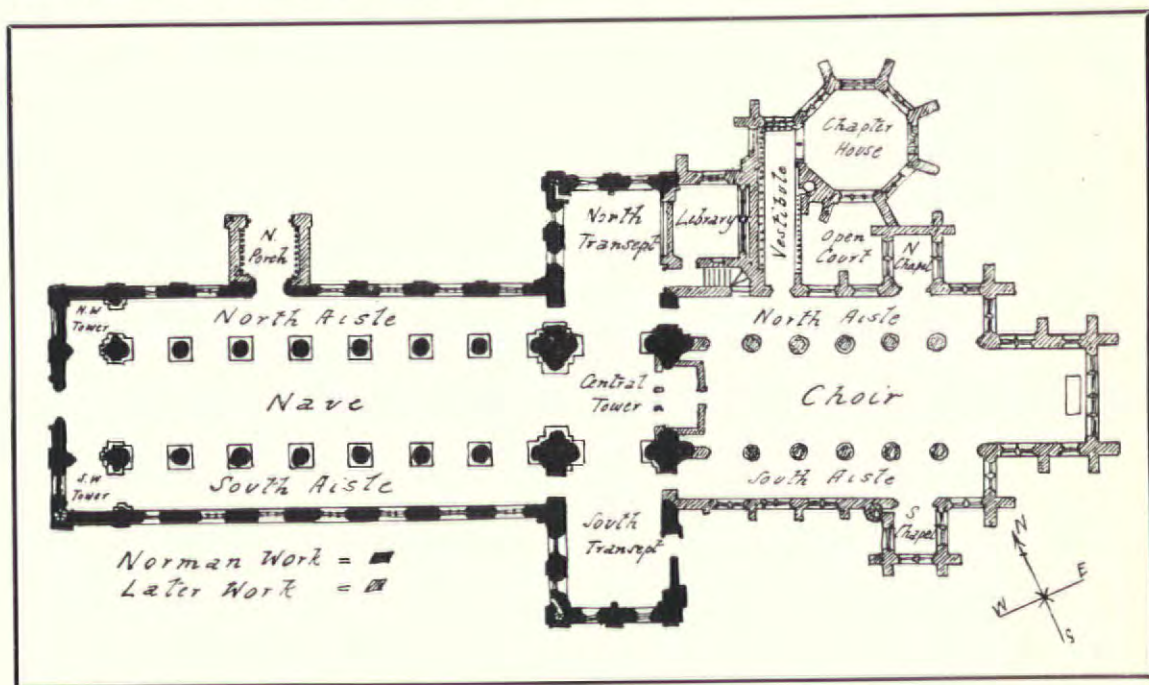 Chapter
House
Vestibule
Library
North
Transept
Open
Court
N
Chapel
N.
Porch
N.W
Tower
North Aisle
North Aisle
Central
Tower
Nave
Choir
S.W
Tower
South Aisle
South Aisle
South
Transept
S
Chapel
Norman Work =
Later Work =
N
E
W
S